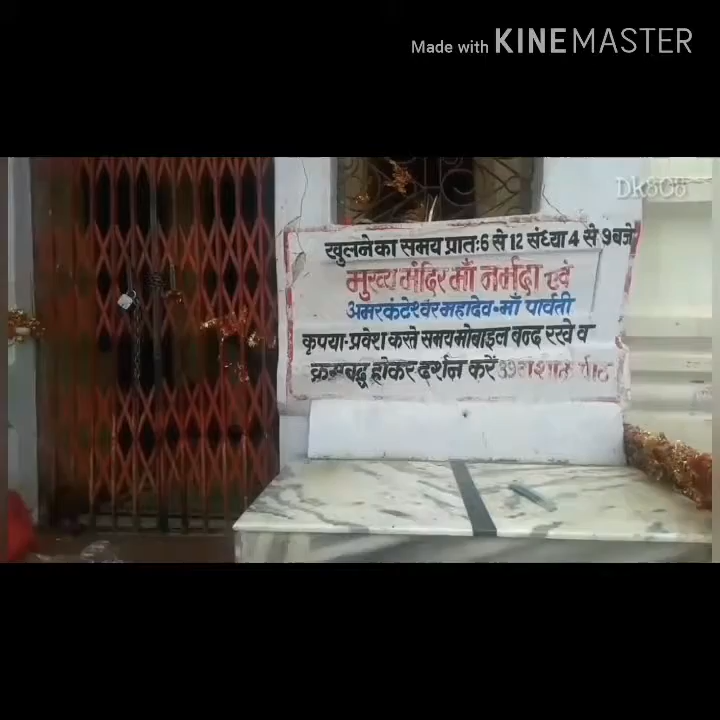 Made with KINEMASTER
खुलने का समय प्रातः 6 से 12 संध्या 4 से 9 बजे
मुख्य मंदिर माँ नर्मदा एवं
अमरकंटेश्वर महादेव-माँ पार्वती
कृपया-प्रवेश करते समय मोबाइल बन्द रखे व
क्रमबद्ध होकर दर्शन करें